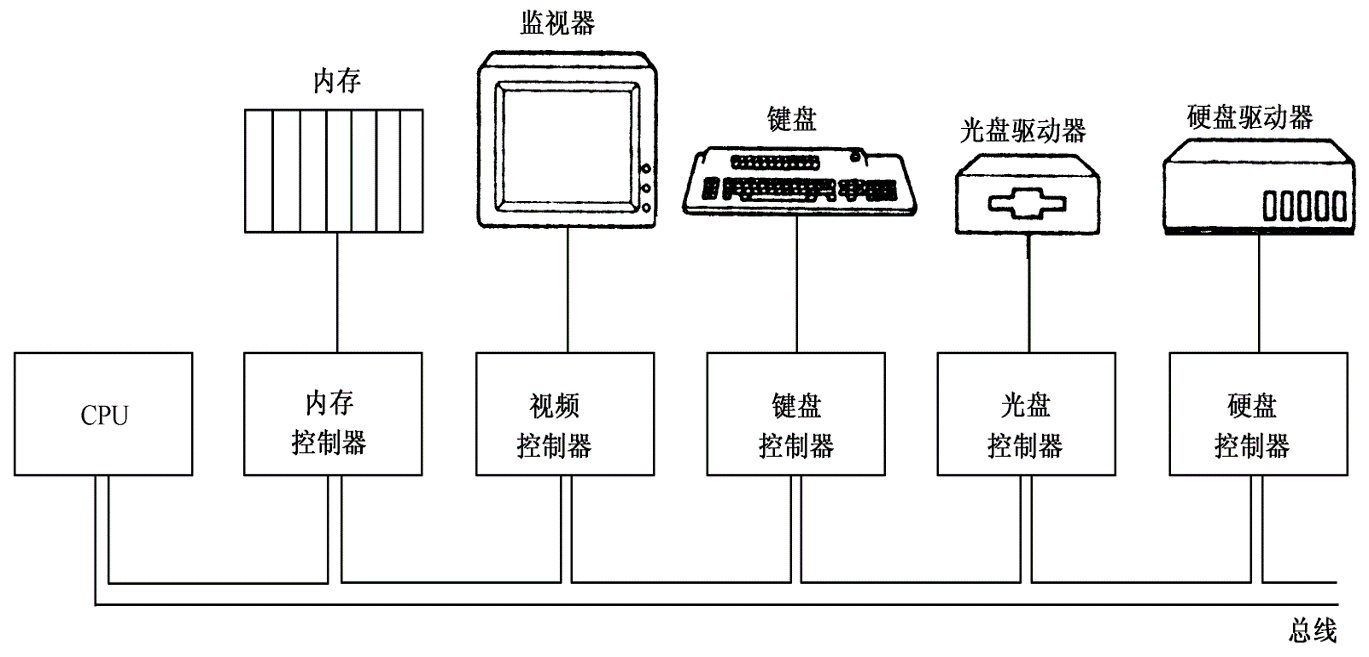 监视器
内存
键盘
光盘驱动器
硬盘驱动器
CPU
内存
控制器
视频
控制器
键盘
控制器
光盘
控制器
硬盘
控制器
总线